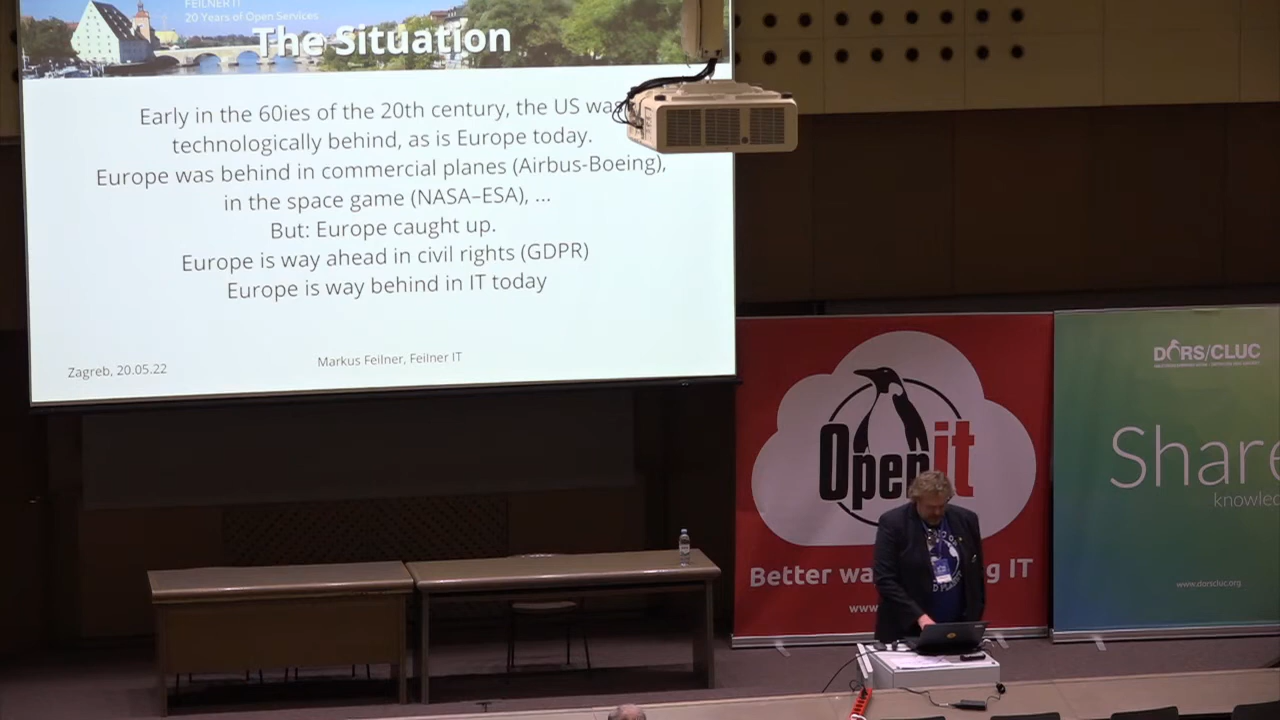 FEILNER IT
20 Years of Open Services
The Situation
Early in the 60ies of the 20th century, the US was
technologically behind, as is Europe today.
Europe was behind in commercial planes (Airbus-Boeing),
in the space game (NASA–ESA), ...
But: Europe caught up.
Europe is way ahead in civil rights (GDPR)
Europe is way behind in IT today
Zagreb, 20.05.22
Markus Feilner, Feilner IT
Open it
Better wa g IT
www
DORS/CLUC
Share
knowled
www.dorscluc.org